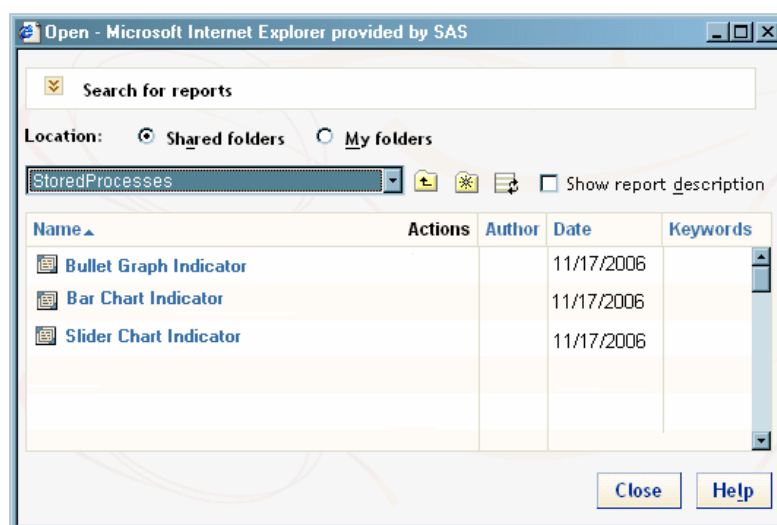 Open - Microsoft Internet Explorer provided by SAS
Search for reports
Location: Shared folders My folders
StoredProcesses Show report description
Name Actions Author Date Keywords
Bullet Graph Indicator 11/17/2006
Bar Chart Indicator 11/17/2006
Slider Chart Indicator 11/17/2006
Close Help